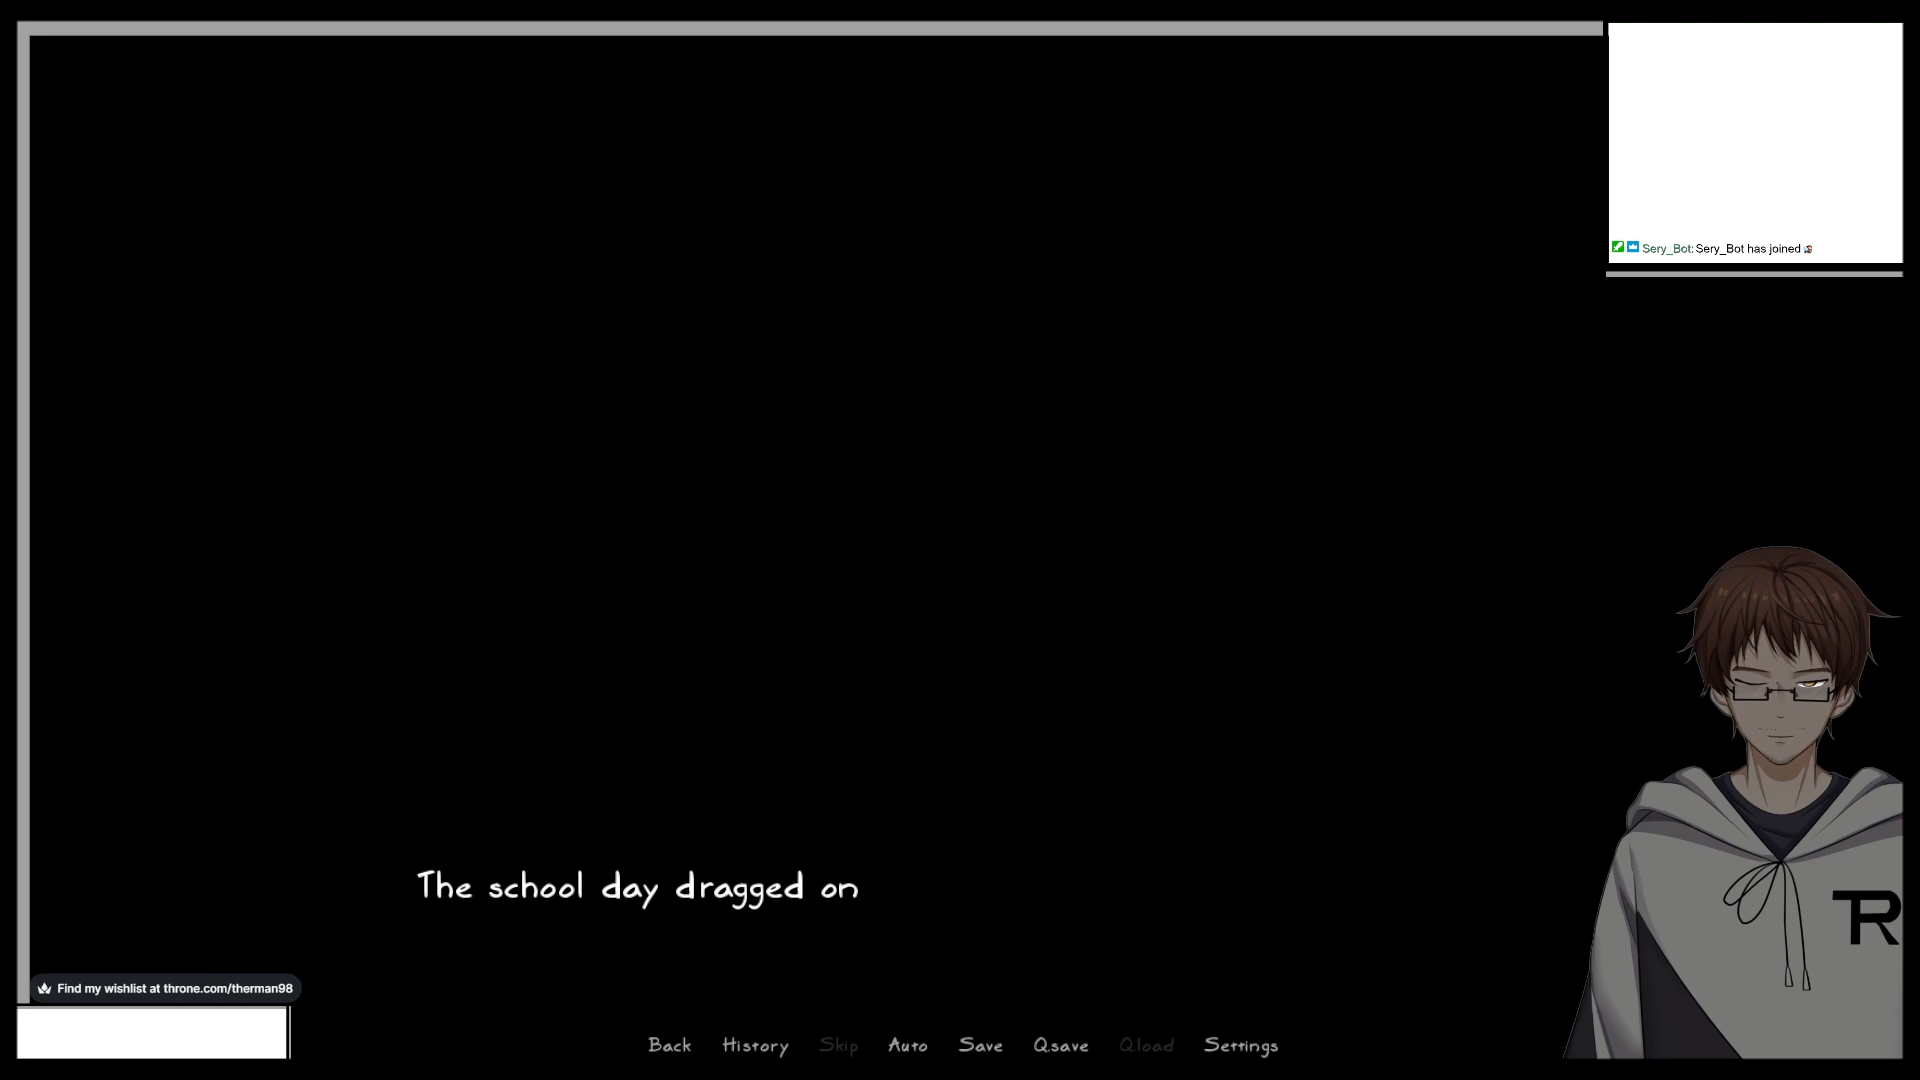 Sery_Bot: Sery_Bot has joined
The school day dragged on
TR
Find my wishlist at throne.com/therman98
Back History Skip Auto Save Q.save Q.load Settings